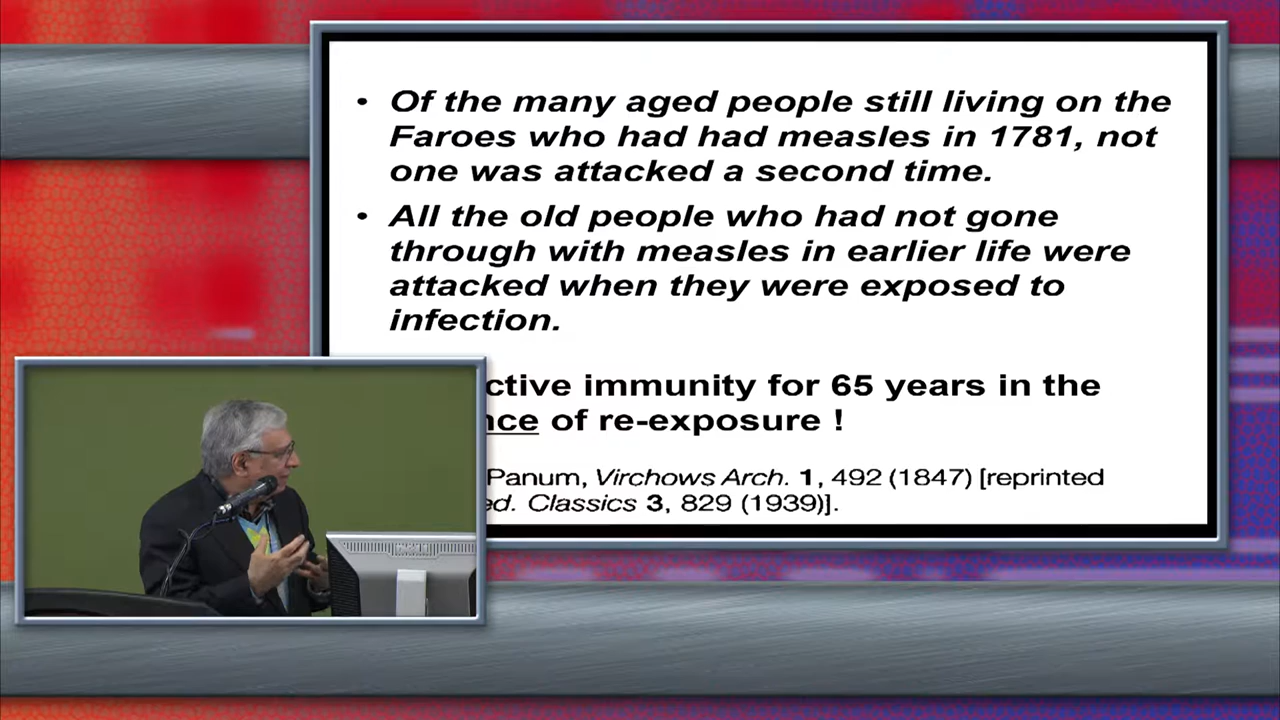 • Of the many aged people still living on the
Faroes who had had measles in 1781, not
one was attacked a second time.
• All the old people who had not gone
through with measles in earlier life were
attacked when they were exposed to
infection.
ctive immunity for 65 years in the
nce of re-exposure !
Panum, Virchows Arch. 1, 492 (1847) [reprinted
ed. Classics 3, 829 (1939)].